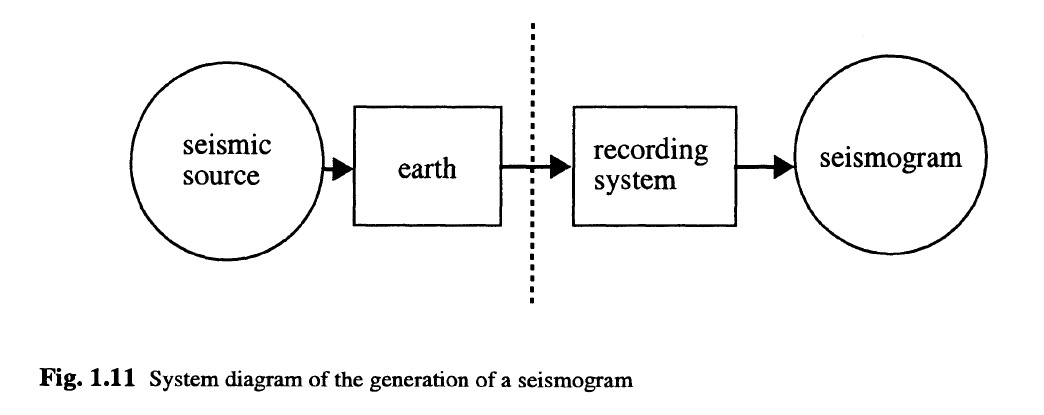 seismic
source
earth
recording
system
seismogram
Fig. 1.11 System diagram of the generation of a seismogram